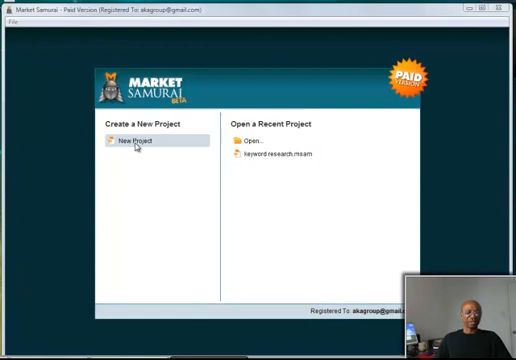 Market Samurai - Paid Version (Registered To: akagroup@gmail.com)
File
MARKET
SAMURAI
BETA
PAID
VERSION
Create a New Project
Open a Recent Project
New Project
Open...
keyword research.msam
Registered To: akagroup@gmail.c